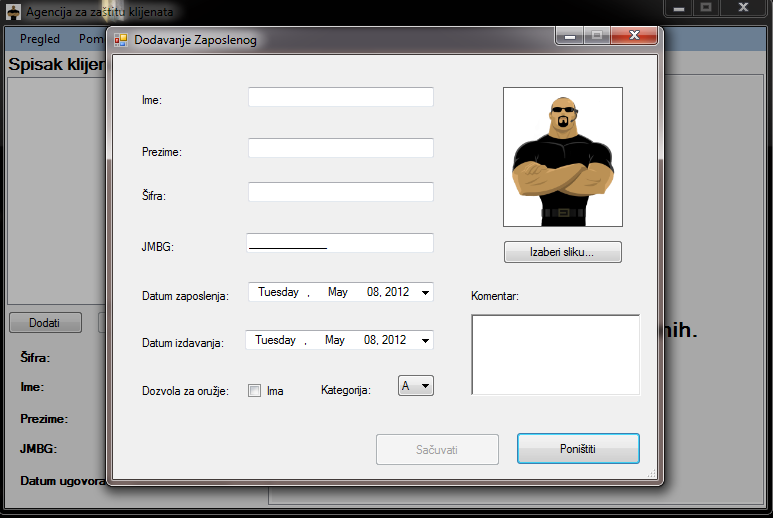 Agencija za zaštitu klijenata
Pregled Pom
Spisak klijen
Dodati
Šifra:
Ime:
Prezime:
JMBG:
Datum ugovora
nih.
Dodavanje Zaposlenog
Ime:
Prezime:
Šifra:
JMBG: _____________
Izaberi sliku...
Datum zaposlenja: Tuesday , May 08, 2012
Komentar:
Datum izdavanja: Tuesday , May 08, 2012
Dozvola za oružje: Ima Kategorija: A
Sačuvati Poništiti